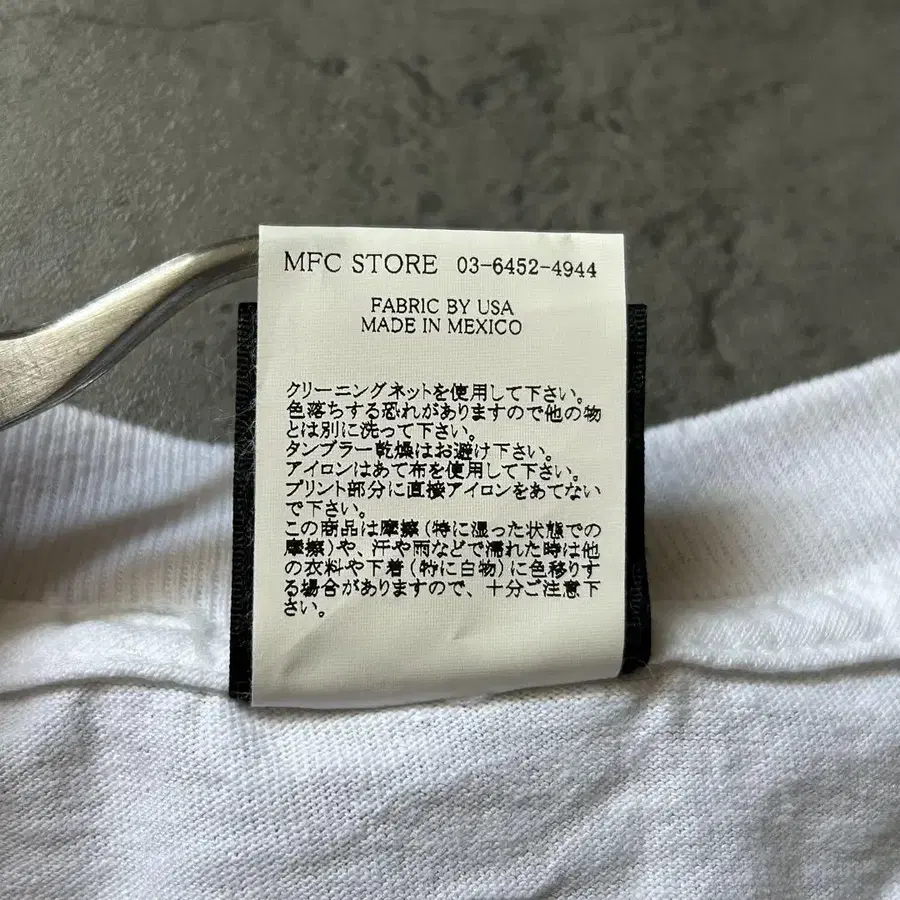 MFC STORE 03-6452-4944
FABRIC BY USA
MADE IN MEXICO
クリーニングネットを使用して下さい。
色落ちする恐れがありますので他の物
とは別に洗って下さい。
タンブラー乾燥はお避け下さい。
アイロンはあて布を使用して下さい。
プリント部分に直接アイロンをあてない
で下さい。
この商品は摩擦(特に湿った状態での
摩擦)や、汗や雨などで濡れた時は他
の衣料や下着(特に白物)に色移りす
る場合がありますので、十分ご注意下
さい。